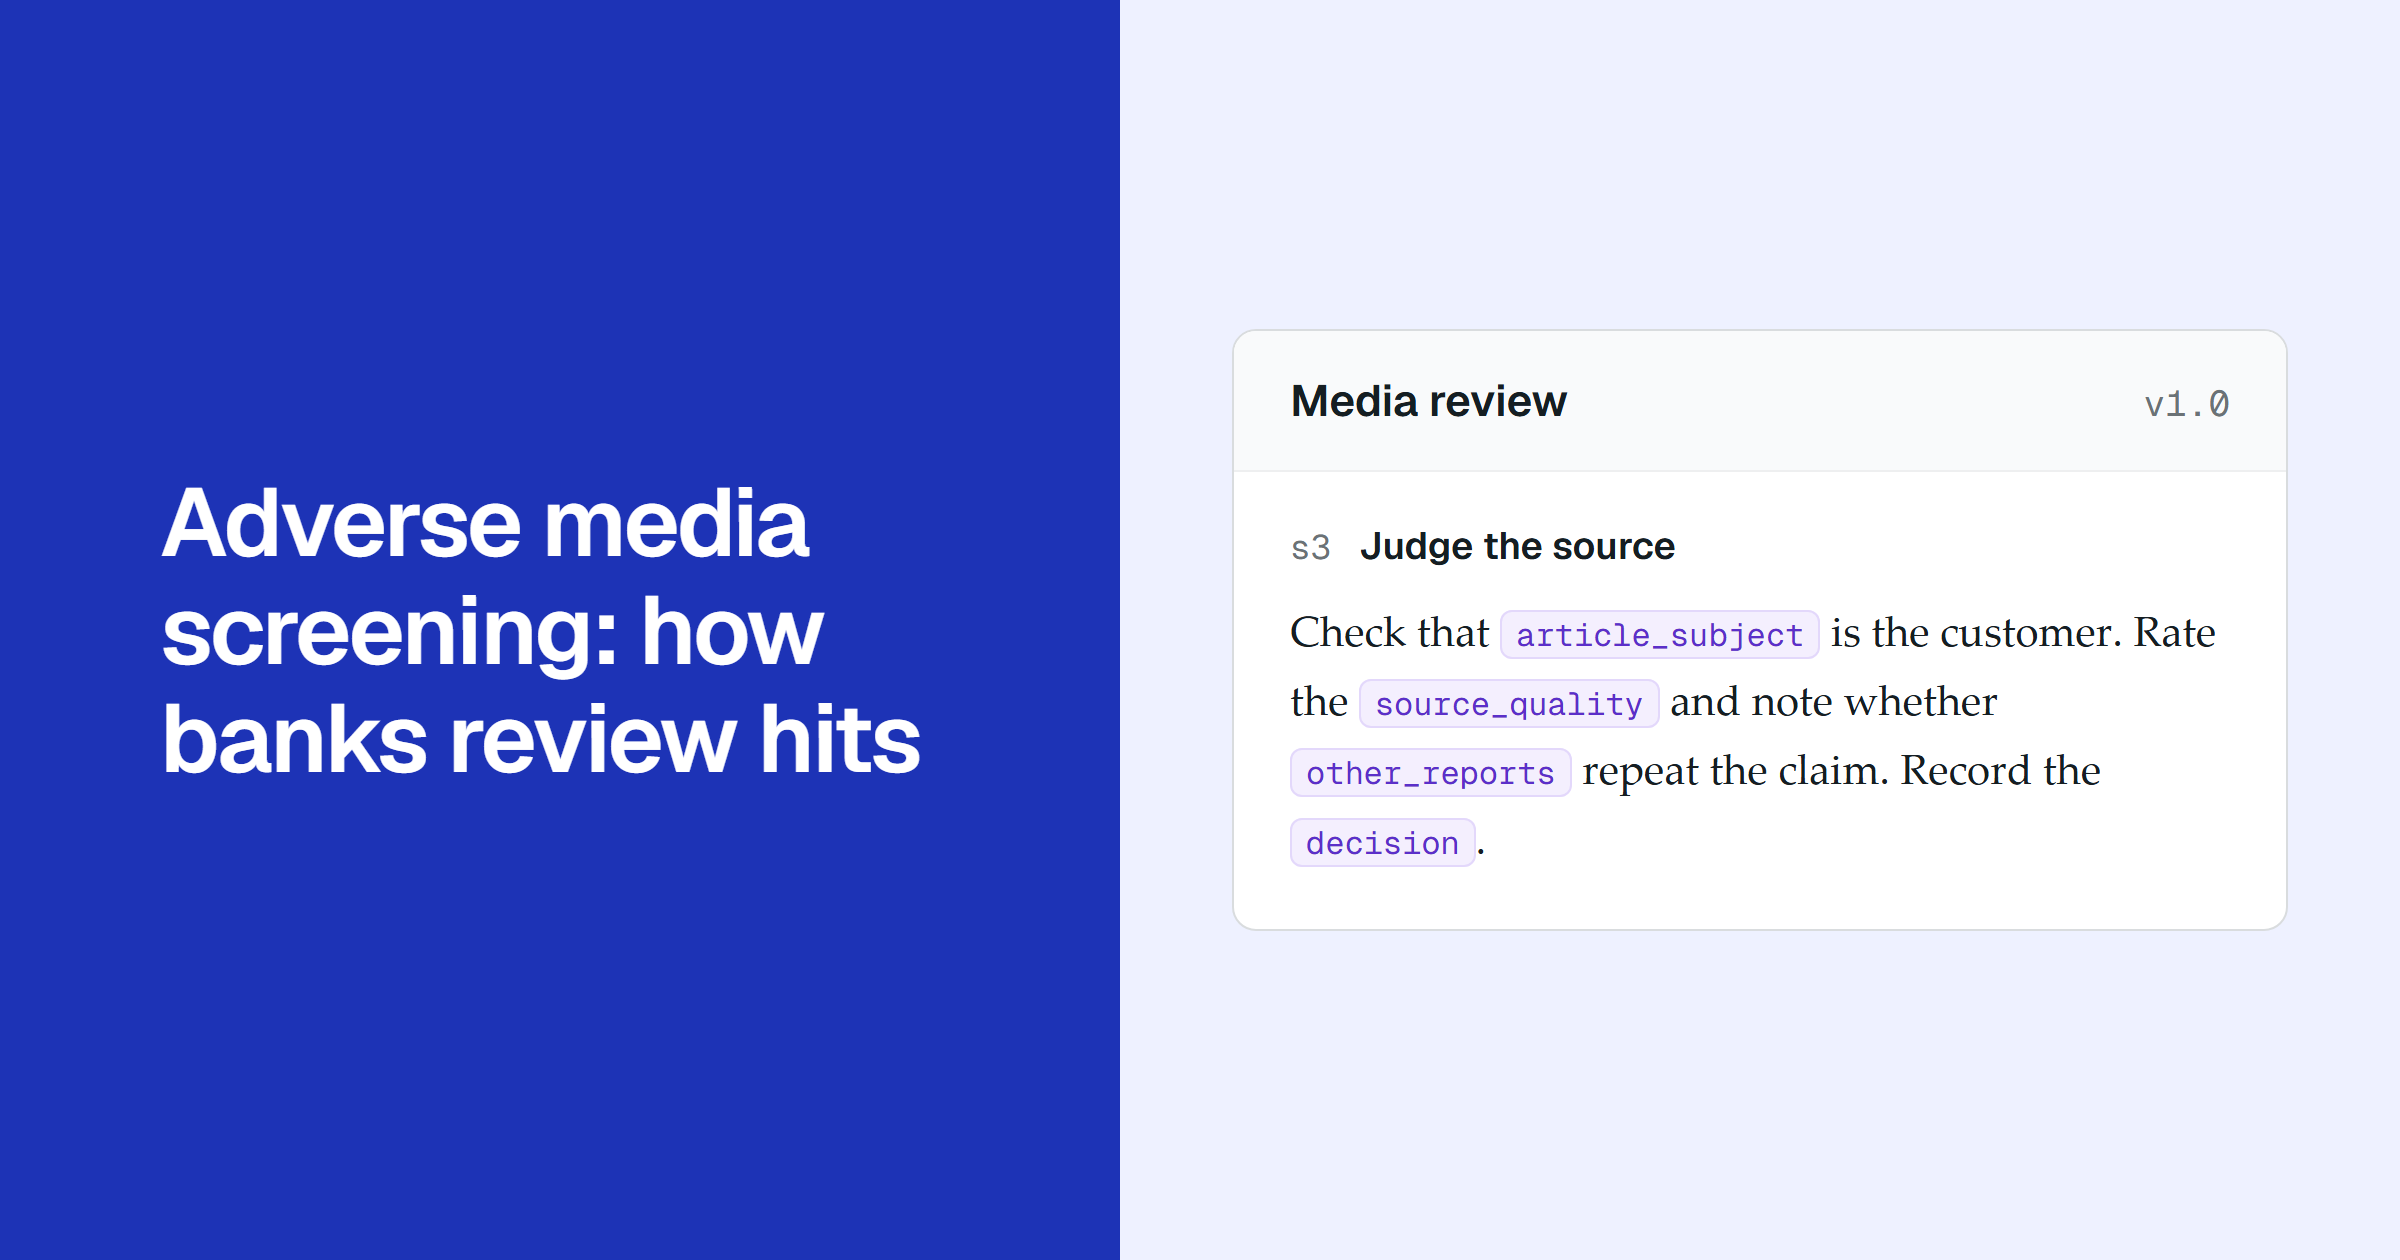 Adverse media
screening: how
banks review hits
Media review
v1.0
s3 Judge the source
Check that article_subject is the customer. Rate
the source_quality and note whether
other_reports repeat the claim. Record the
decision.